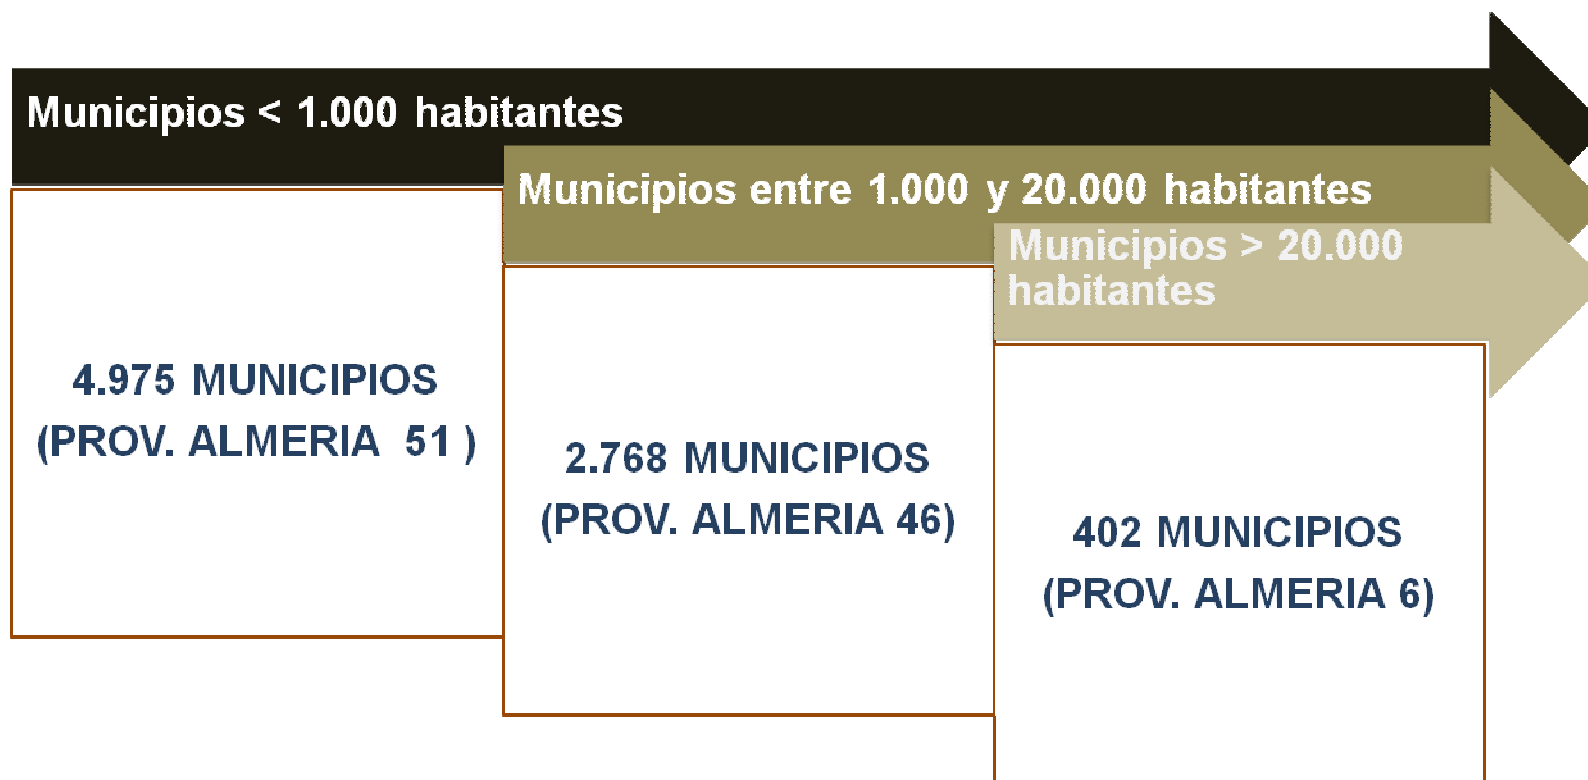 Municipios < 1.000 habitantes
Municipios entre 1.000 y 20.000 habitantes
Municipios > 20.000
habitantes
4.975 MUNICIPIOS
(PROV. ALMERIA  51 )
2.768 MUNICIPIOS
(PROV. ALMERIA 46)
402 MUNICIPIOS
(PROV. ALMERIA 6)